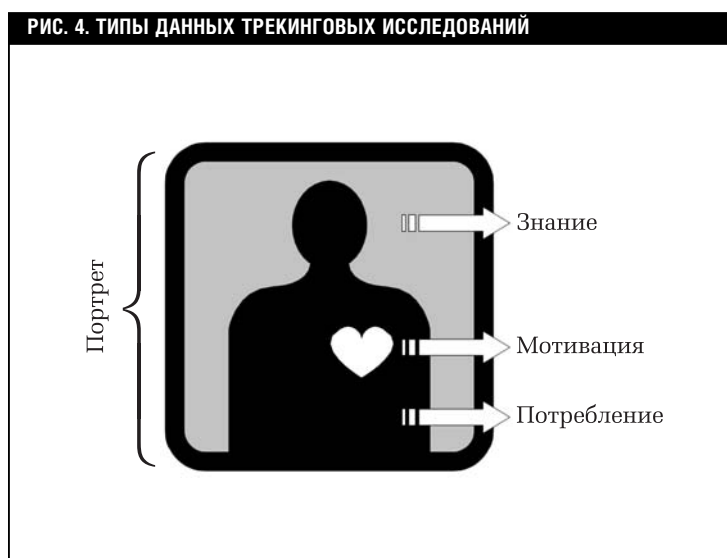 РИС. 4. ТИПЫ ДАННЫХ ТРЕКИНГОВЫХ ИССЛЕДОВАНИЙ
Портрет
Знание
Мотивация
Потребление